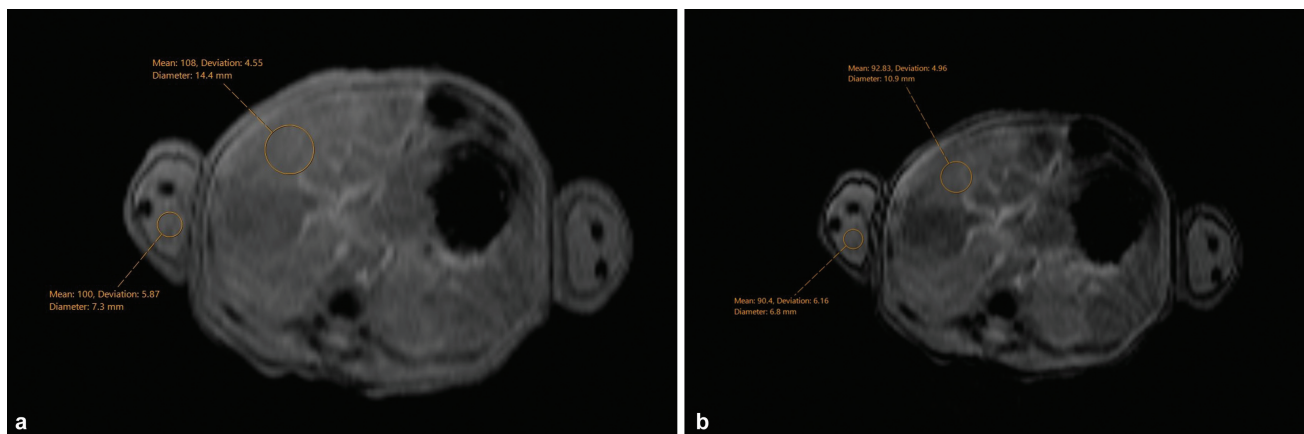 Mean: 108, Deviation: 4.55
Diameter: 14.4 mm
Mean: 100, Deviation: 5.87
Diameter: 7.3 mm
a
Mean: 92.83, Deviation: 4.96
Diameter: 10.9 mm
Mean: 90.4, Deviation: 6.16
Diameter: 6.8 mm
b